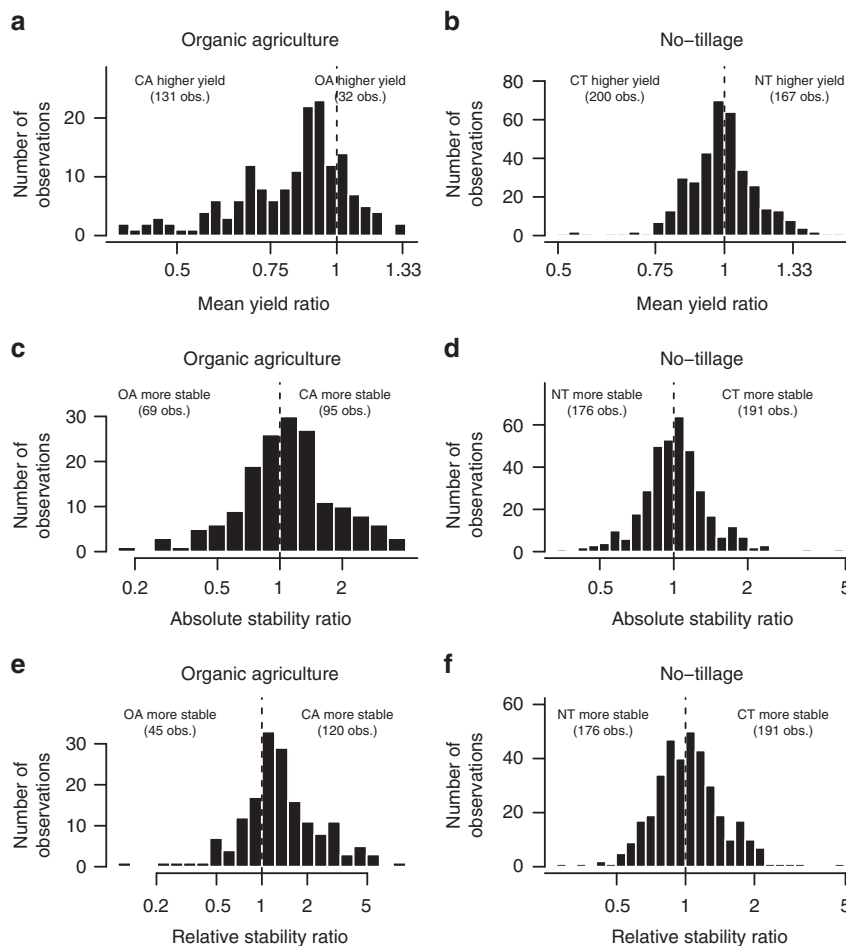 a
Organic agriculture
CA higher yield
(131 obs.)
OA higher yield
(32 obs.)
Number of
observations
20
10
0
0.5
0.75
1
1.33
Mean yield ratio
b
No−tillage
CT higher yield
(200 obs.)
NT higher yield
(167 obs.)
Number of
observations
80
60
40
20
0
0.5
0.75
1
1.33
Mean yield ratio
c
Organic agriculture
OA more stable
(69 obs.)
CA more stable
(95 obs.)
Number of
observations
30
20
10
0
0.2
0.5
1
2
Absolute stability ratio
d
No−tillage
NT more stable
(176 obs.)
CT more stable
(191 obs.)
Number of
observations
60
40
20
0
0.5
1
2
5
Absolute stability ratio
e
Organic agriculture
OA more stable
(45 obs.)
CA more stable
(120 obs.)
Number of
observations
30
20
10
0
0.2
0.5
1
2
5
Relative stability ratio
f
No−tillage
NT more stable
(176 obs.)
CT more stable
(191 obs.)
Number of
observations
60
40
20
0
0.5
1
2
5
Relative stability ratio